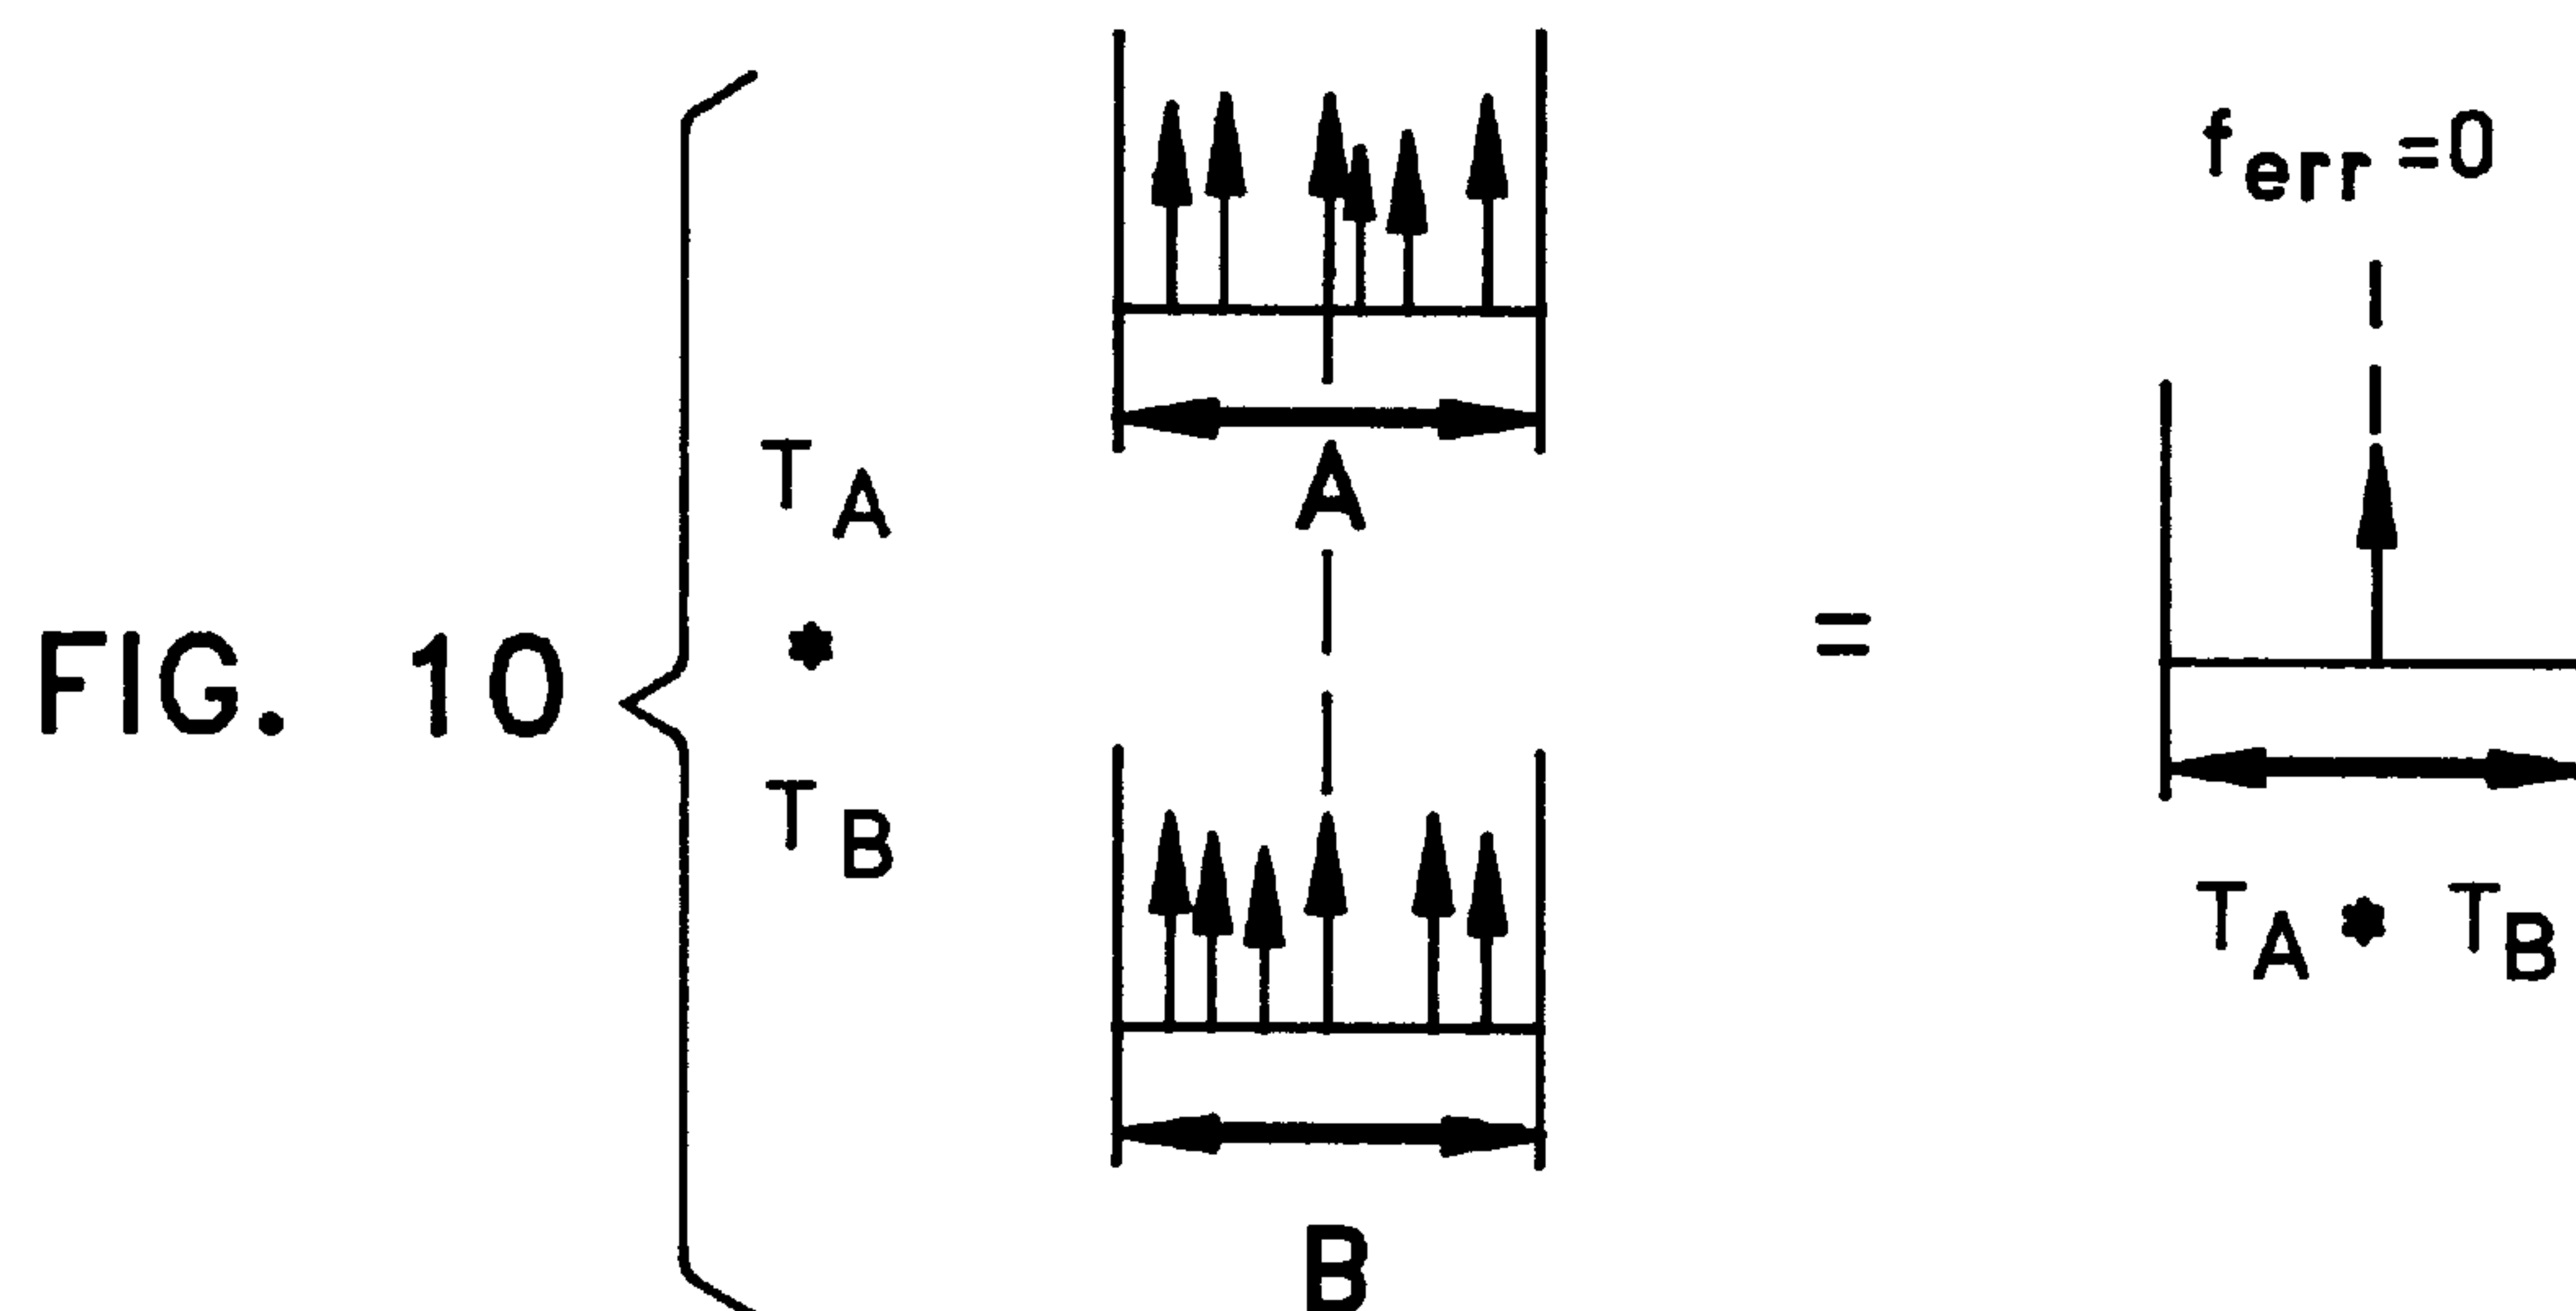 FIG. 10
T_A
*
T_B
A
B
=
f_err = 0
T_A * T_B